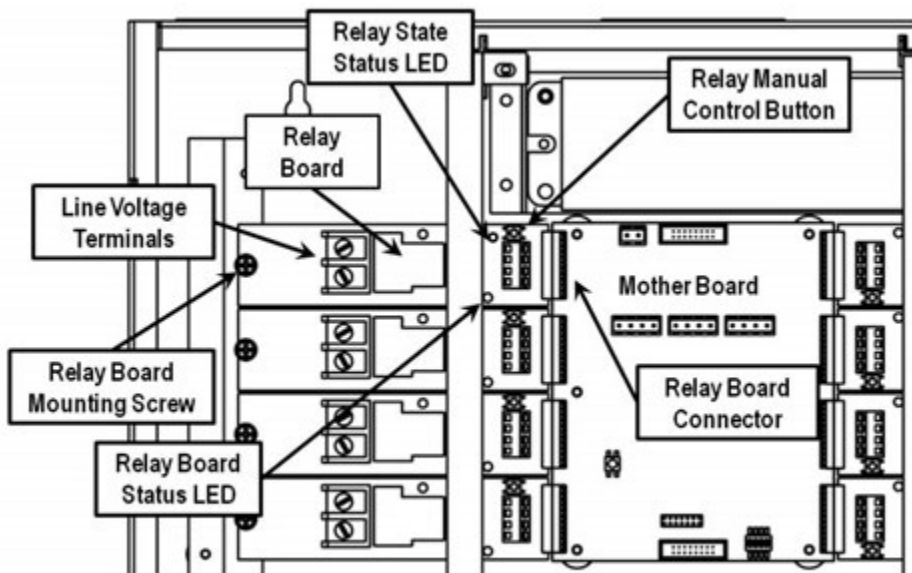 Relay State
Status LED
Relay Manual
Control Button
Relay
Board
Line Voltage
Terminals
Mother Board
Relay Board
Mounting Screw
Relay Board
Connector
Relay Board
Status LED